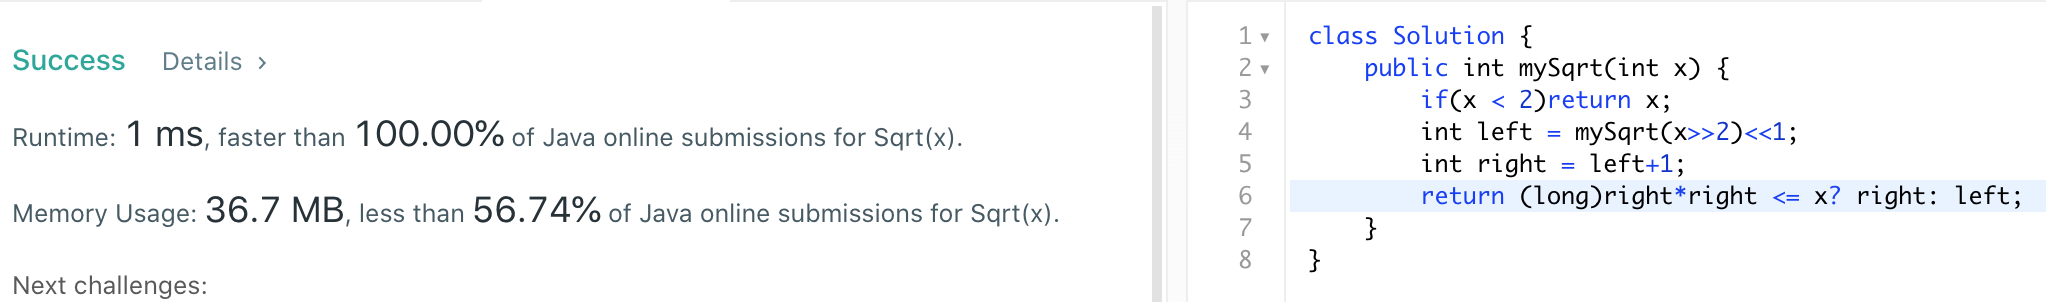 Success Details >
Runtime: 1 ms, faster than 100.00% of Java online submissions for Sqrt(x).
Memory Usage: 36.7 MB, less than 56.74% of Java online submissions for Sqrt(x).
Next challenges:
1 class Solution {
2 public int mySqrt(int x) {
3 if(x < 2)return x;
4 int left = mySqrt(x>>2)<<1;
5 int right = left+1;
6 return (long)right*right <= x? right: left;
7 }
8 }